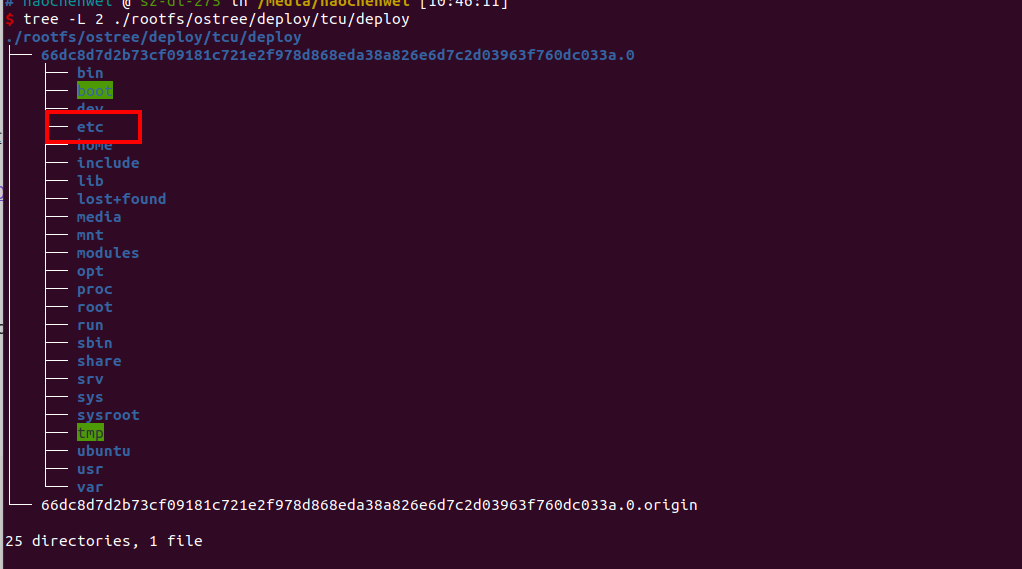 # haochenwei @ sz-dl-273 in /media/haochenwei [10:46:11]
$ tree -L 2 ./rootfs/ostree/deploy/tcu/deploy
./rootfs/ostree/deploy/tcu/deploy
├── 66dc8d7d2b73cf09181c721e2f978d868eda38a826e6d7c2d03963f760dc033a.0
│   ├── bin
│   ├── boot
│   ├── dev
│   ├── etc
│   ├── home
│   ├── include
│   ├── lib
│   ├── lost+found
│   ├── media
│   ├── mnt
│   ├── modules
│   ├── opt
│   ├── proc
│   ├── root
│   ├── run
│   ├── sbin
│   ├── share
│   ├── srv
│   ├── sys
│   ├── sysroot
│   ├── tmp
│   ├── ubuntu
│   ├── usr
│   └── var
└── 66dc8d7d2b73cf09181c721e2f978d868eda38a826e6d7c2d03963f760dc033a.0.origin
25 directories, 1 file